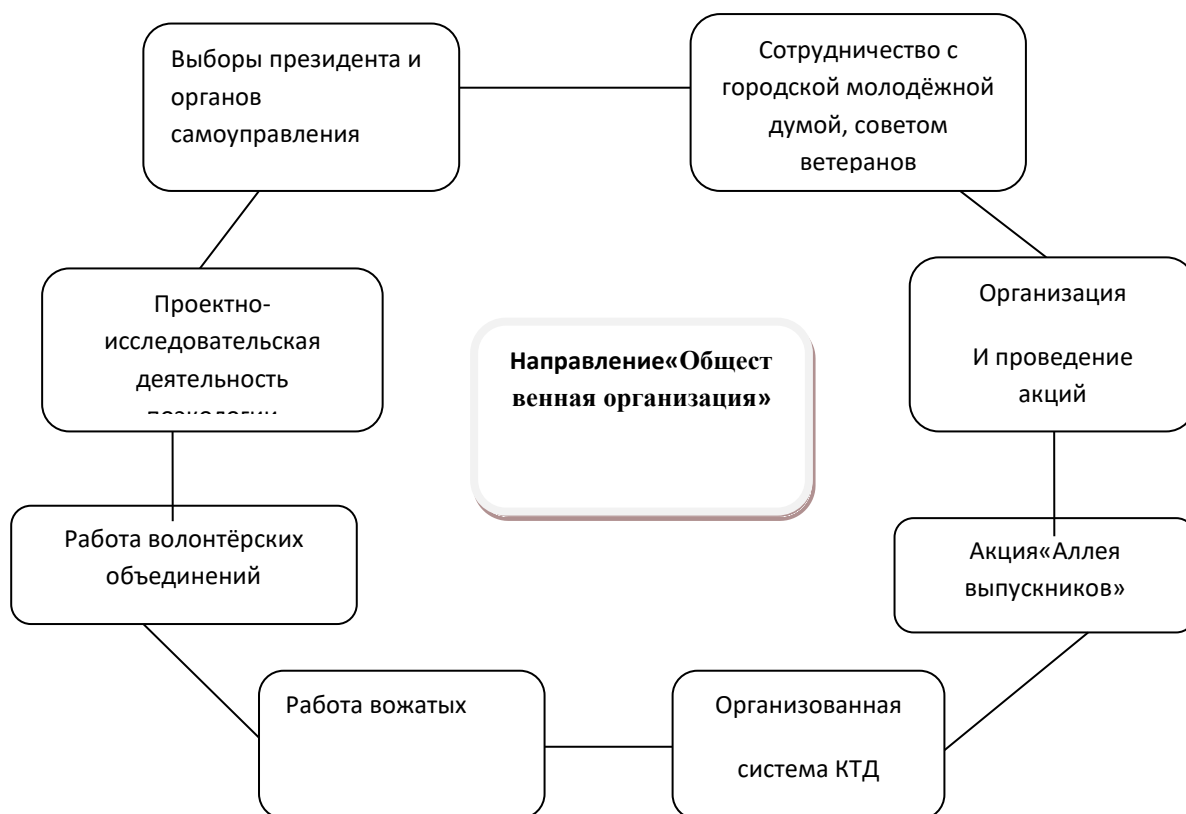 Выборы президента и
органов
самоуправления
Сотрудничество с
городской молодёжной
думой, советом
ветеранов
Проектно-
исследовательская
деятельность
Организация
И проведение
акций
Направление«Общест
венная организация»
Работа волонтёрских
объединений
Акция«Аллея
выпускников»
Работа вожатых
Организованная
система КТД